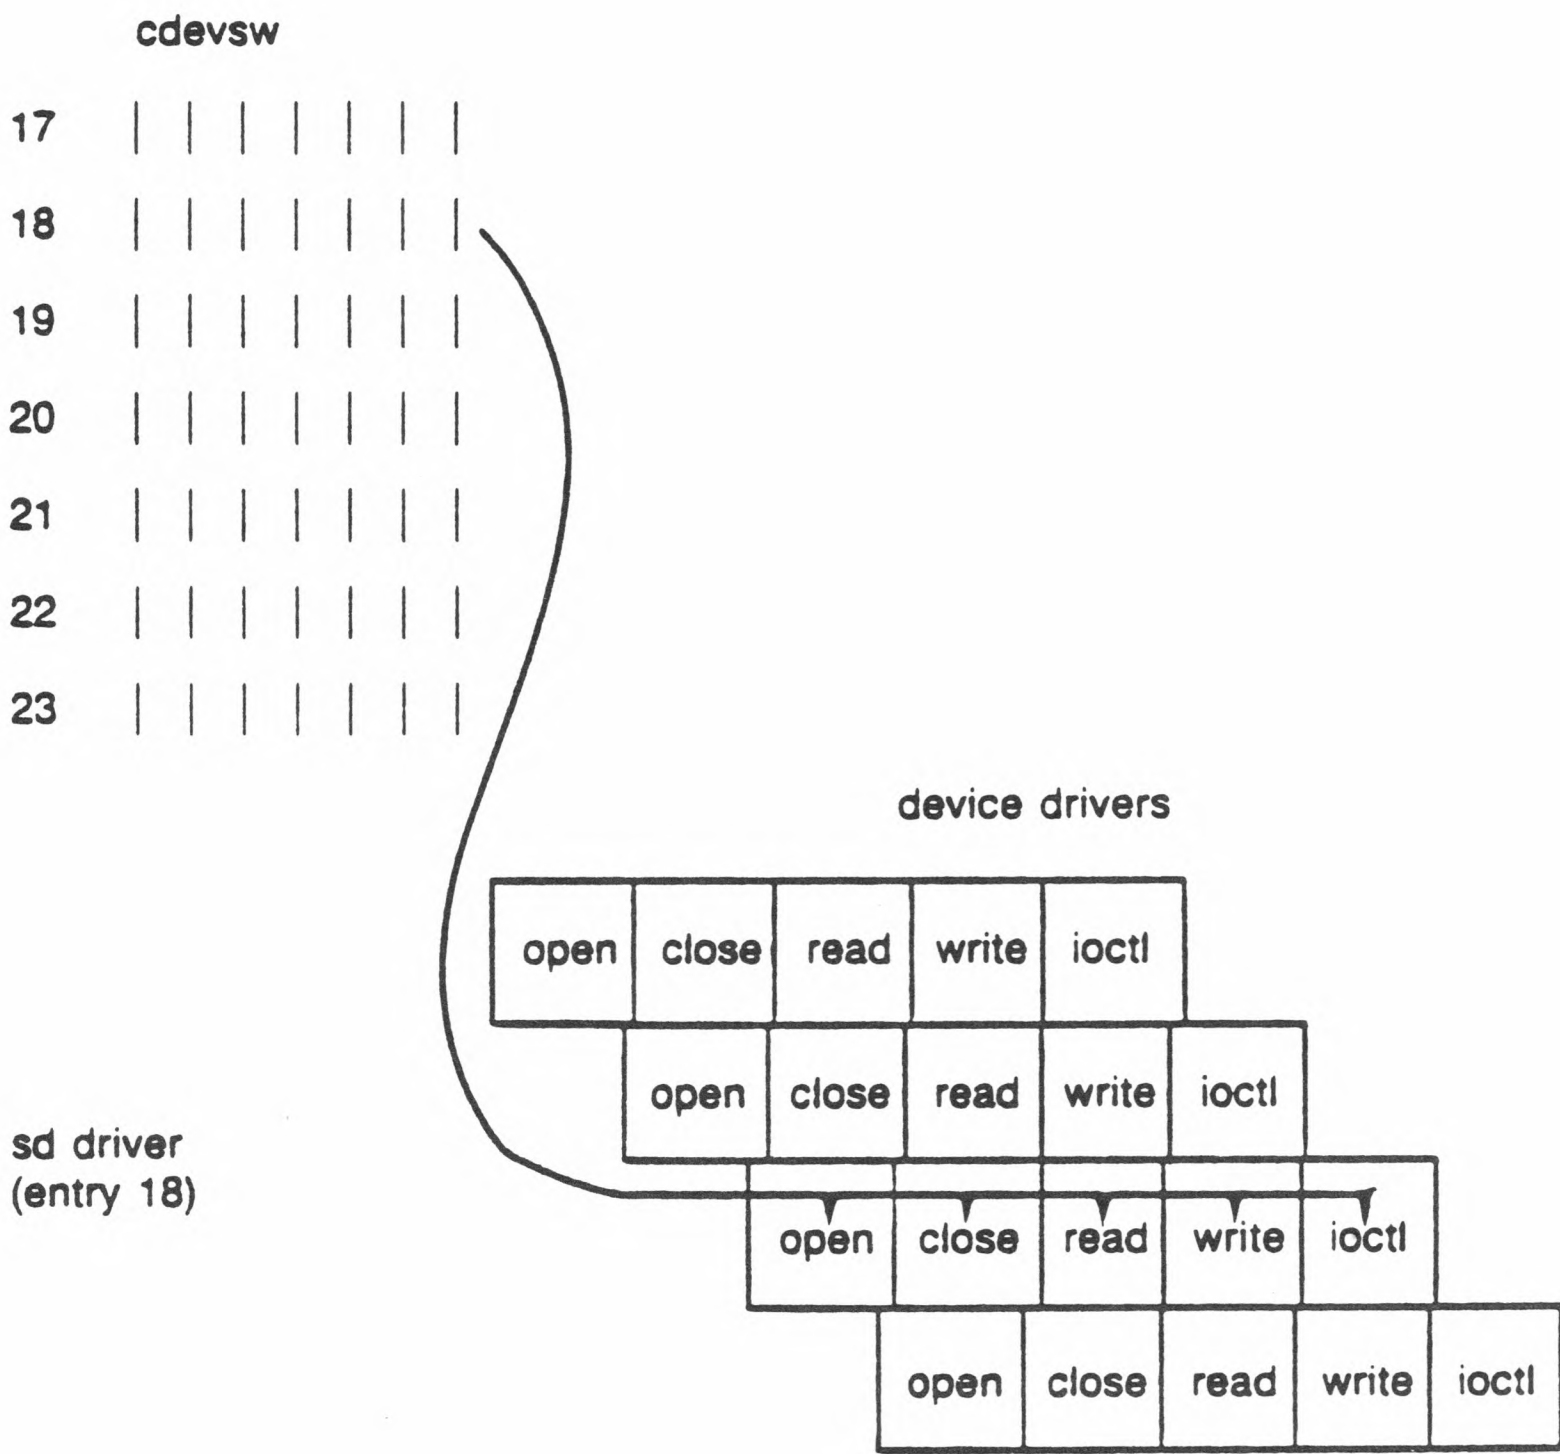 cdevsw
17 | | | | | | |
18 | | | | | | |
19 | | | | | | |
20 | | | | | | |
21 | | | | | | |
22 | | | | | | |
23 | | | | | | |
device drivers
open close read write ioctl
open close read write ioctl
sd driver
(entry 18)
open close read write ioctl
open close read write ioctl